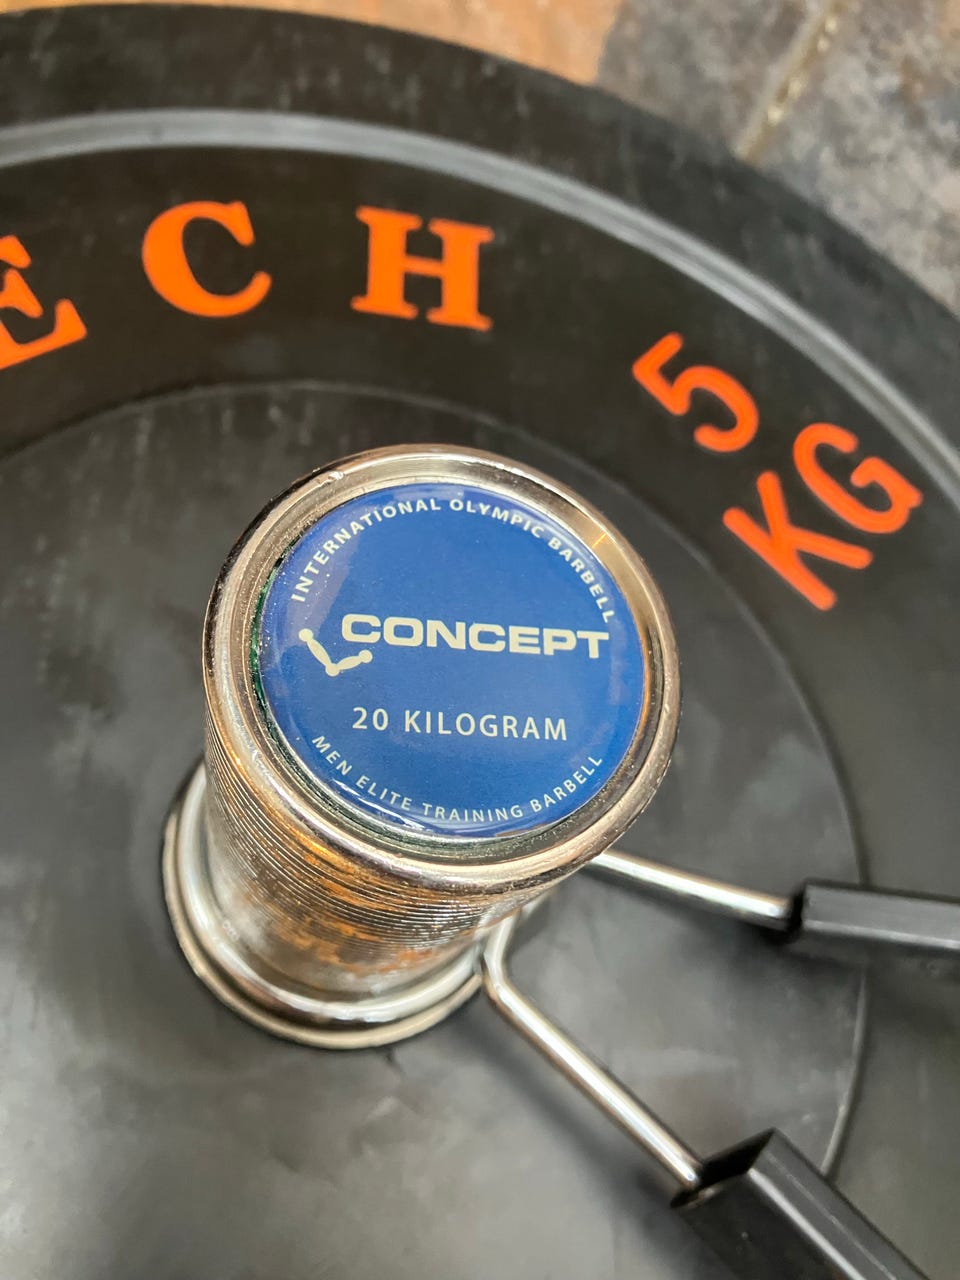 ECH 5
KG
INTERNATIONAL OLYMPIC BARBELL
CONCEPT
20 KILOGRAM
MEN ELITE TRAINING BARBELL